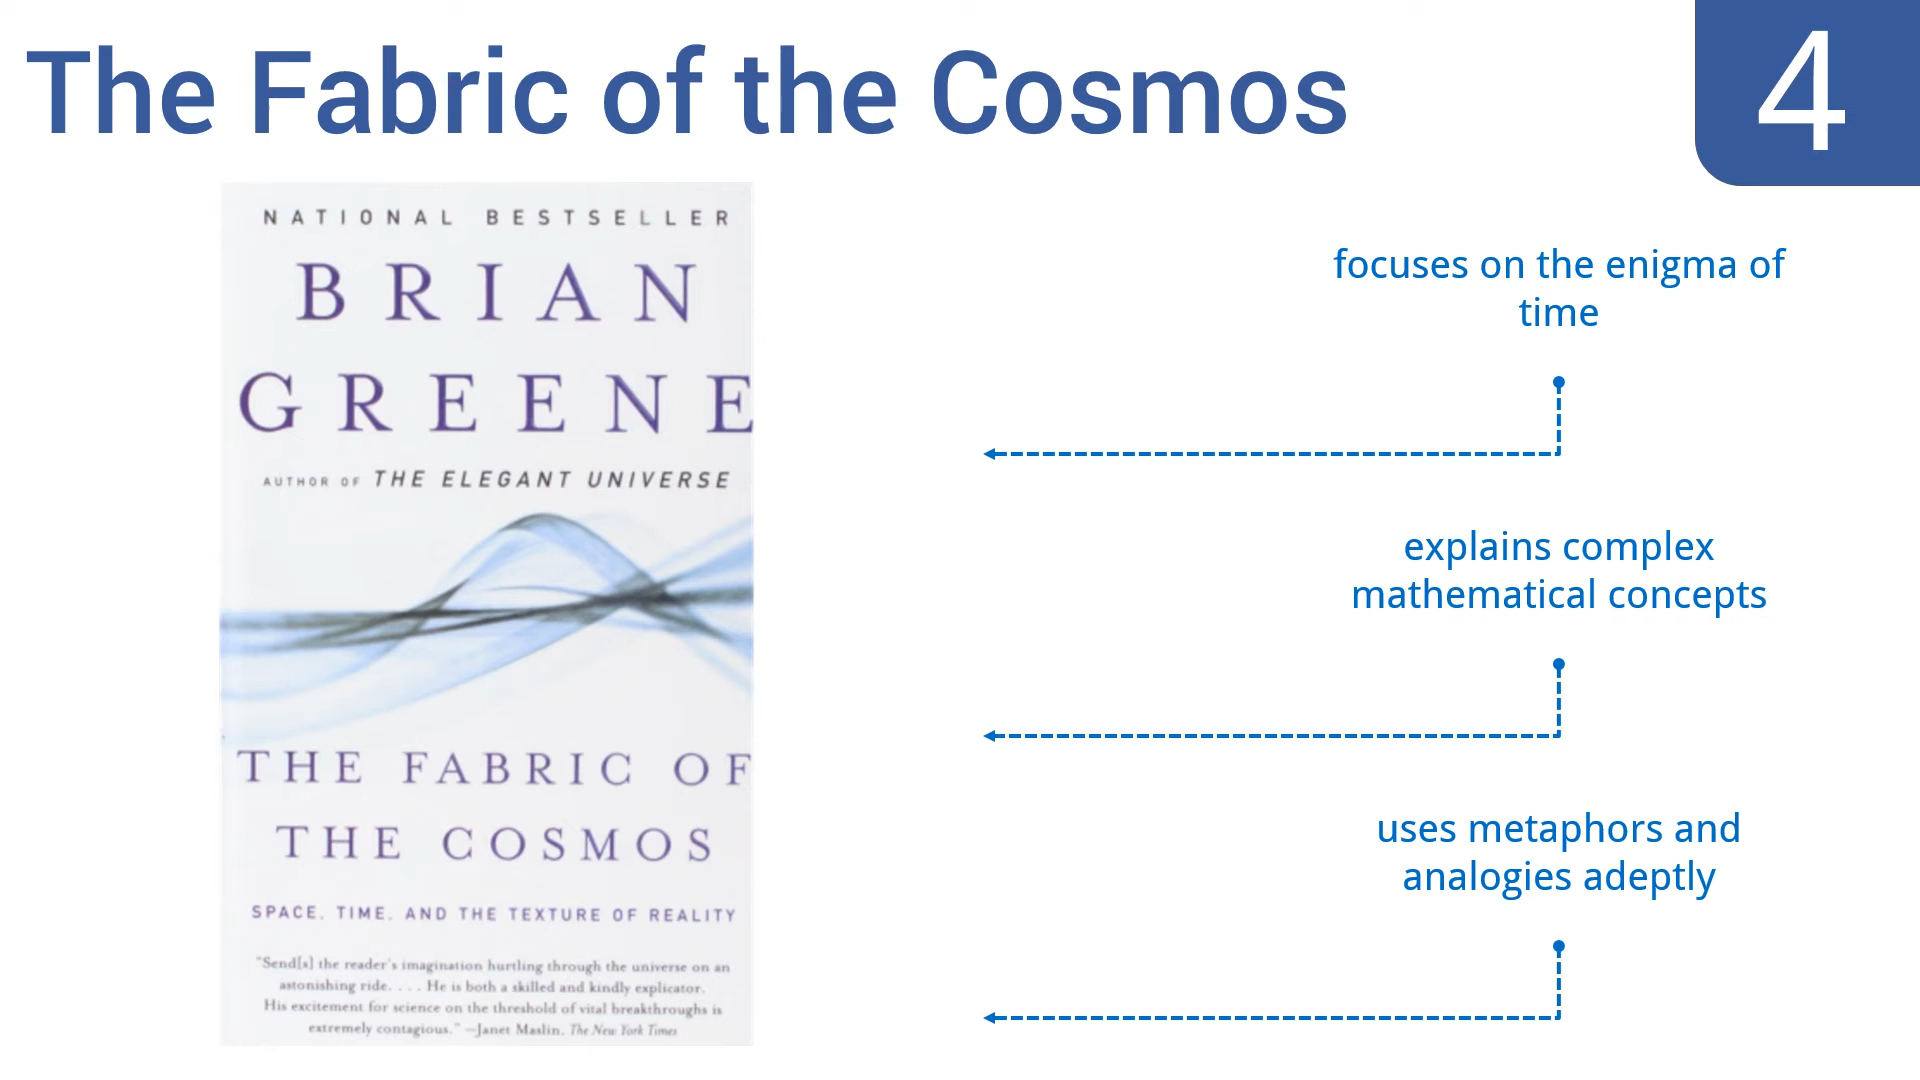 The Fabric of the Cosmos
4
NATIONAL BESTSELLER
BRIAN
GREENE
AUTHOR OF THE ELEGANT UNIVERSE
THE FABRIC OF
THE COSMOS
SPACE, TIME, AND THE TEXTURE OF REALITY
"Send[s] the reader's imagination hurtling through the universe on an
astonishing ride. . . . He is both a skilled and kindly explicator.
His excitement for science on the threshold of vital breakthroughs is
extremely contagious." —Janet Maslin, The New York Times
focuses on the enigma of
time
explains complex
mathematical concepts
uses metaphors and
analogies adeptly